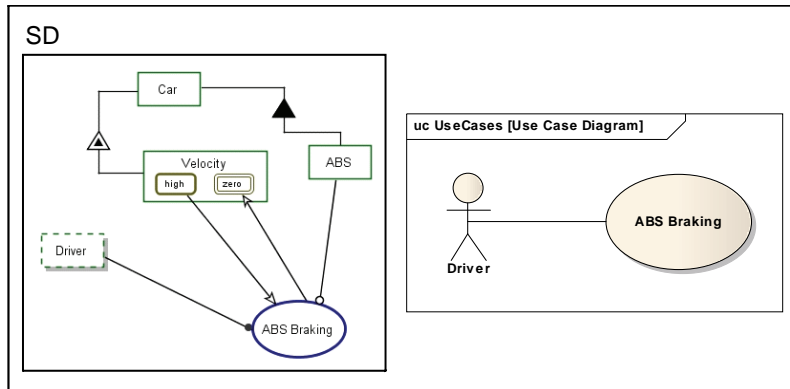 SD
Car
Velocity
high
zero
ABS
Driver
ABS Braking
uc UseCases [Use Case Diagram]
ABS Braking
Driver